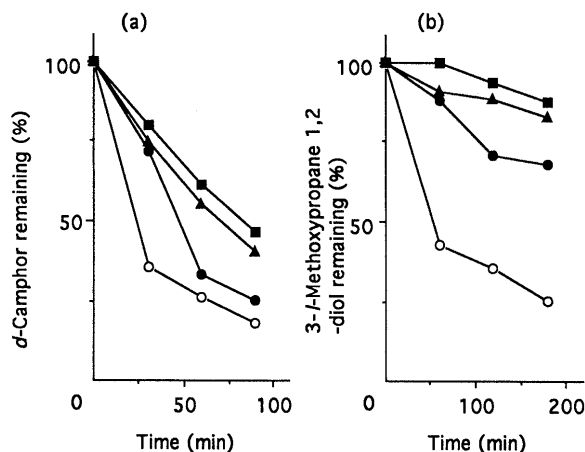 (a)
d-Camphor remaining (%)
100
50
0
0
50
100
Time (min)
(b)
3-l-Methoxypropane 1,2
-diol remaining (%)
100
50
0
100
200
Time (min)